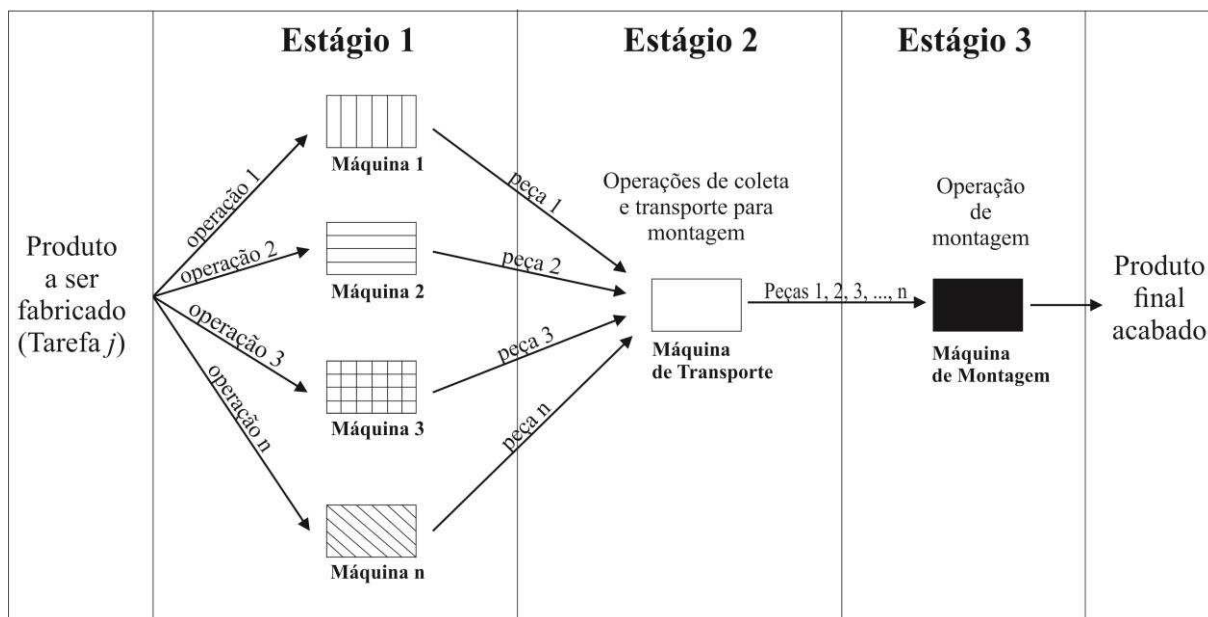 Estágio 1
Estágio 2
Estágio 3
Produto
a ser
fabricado
(Tarefa j)
operação 1
operação 2
operação 3
operação n
Máquina 1
Máquina 2
Máquina 3
Máquina n
peça 1
peça 2
peça 3
peça n
Operações de coleta
e transporte para
montagem
Máquina
de Transporte
Peças 1, 2, 3, ..., n
Operação
de
montagem
Máquina
de Montagem
Produto
final
acabado